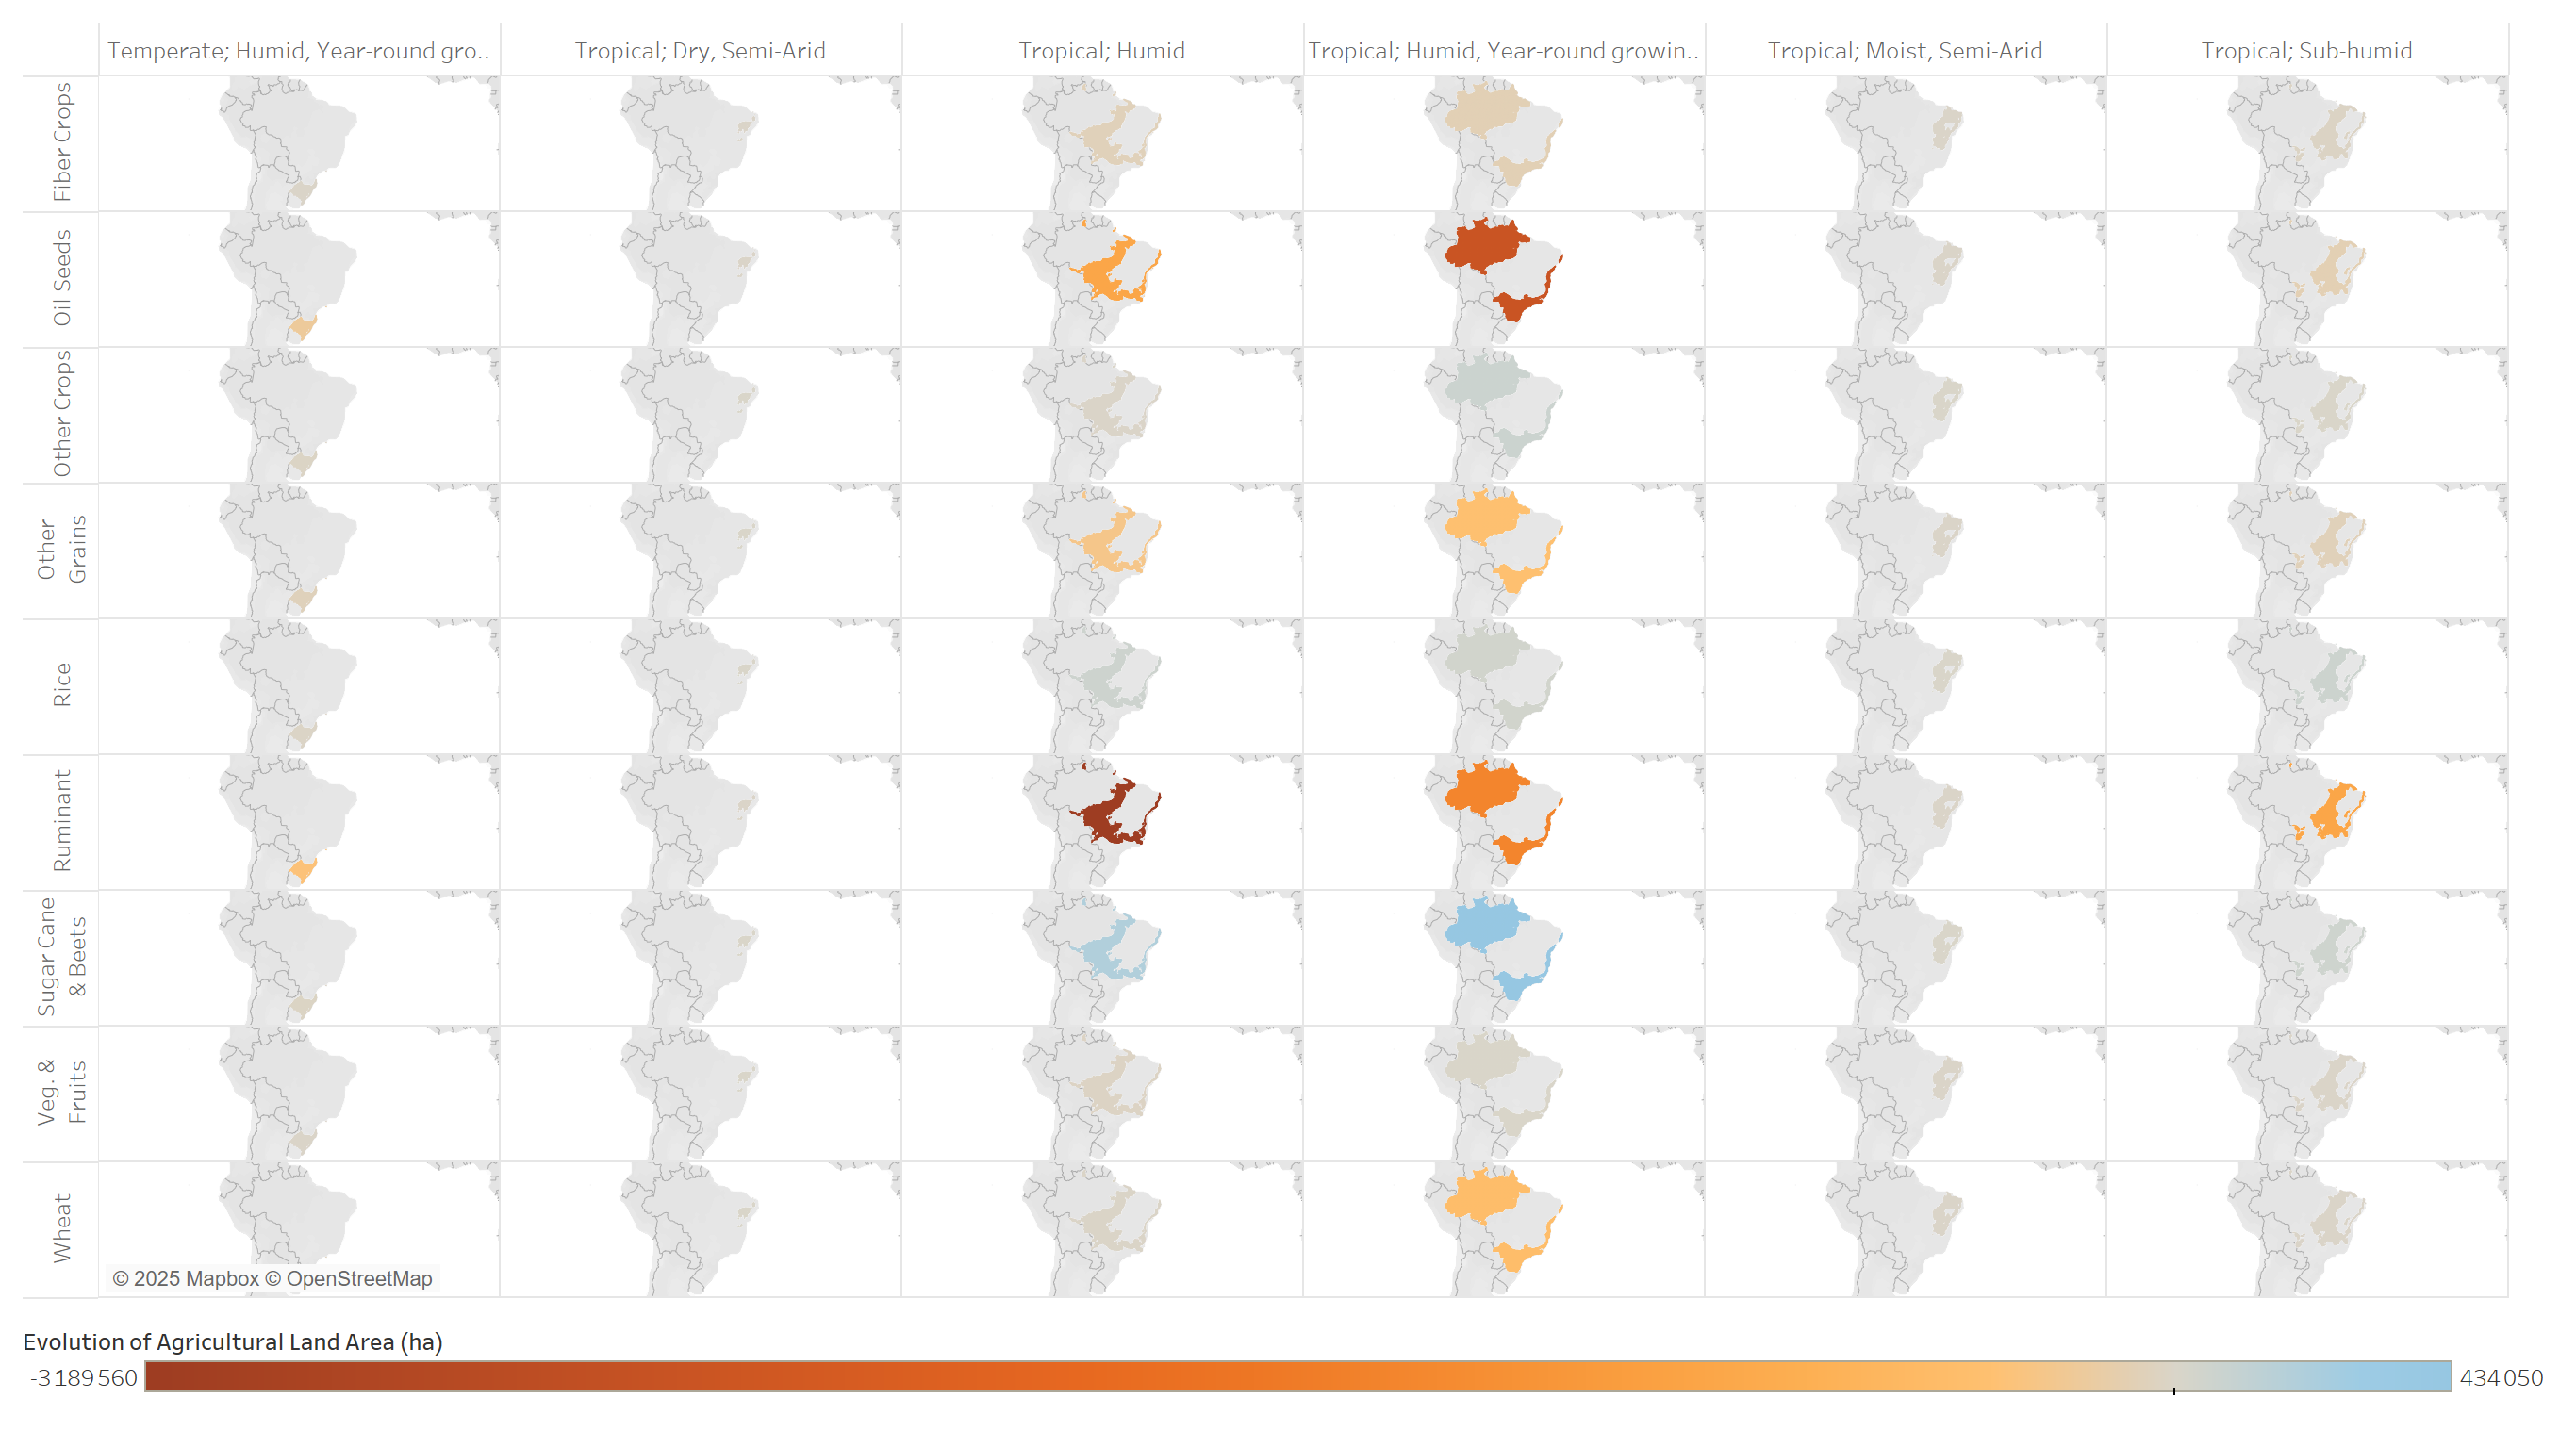 Temperate; Humid, Year-round gro..
Tropical; Dry, Semi-Arid
Tropical; Humid
Tropical; Humid, Year-round growin..
Tropical; Moist, Semi-Arid
Tropical; Sub-humid
Fiber Crops
Oil Seeds
Other Crops
Other
Grains
Rice
Ruminant
Sugar Cane
& Beets
Veg. &
Fruits
Wheat
© 2025 Mapbox © OpenStreetMap
Evolution of Agricultural Land Area (ha)
-3 189 560
434 050